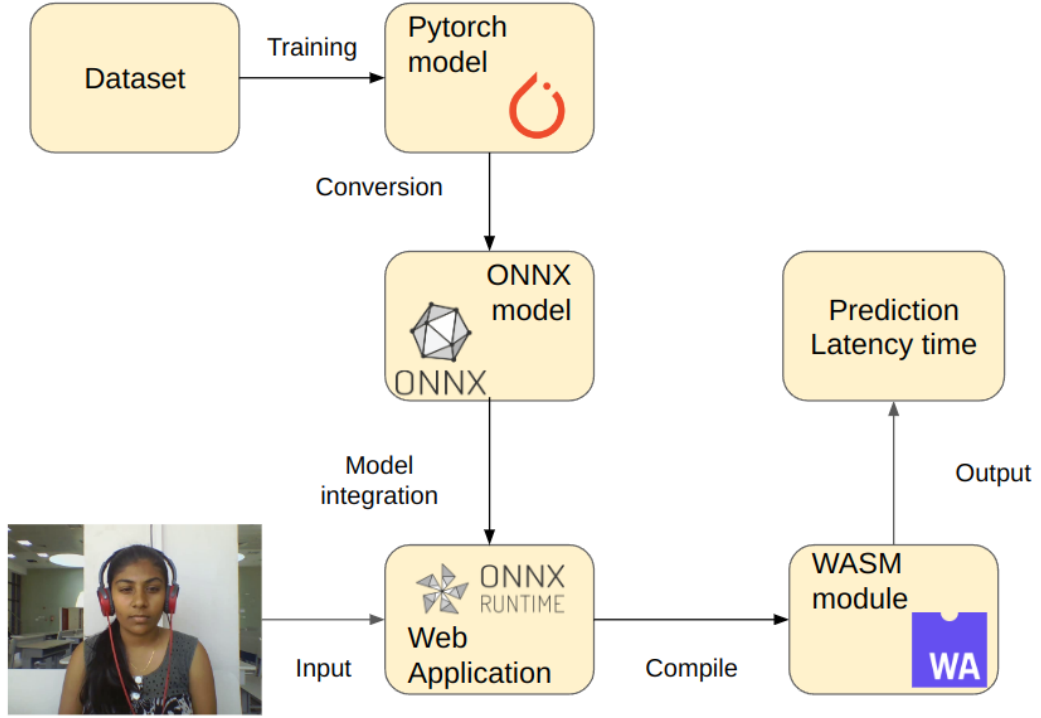 Dataset
Training
Pytorch
model
Conversion
ONNX
model
ONNX
Prediction
Latency time
Model
integration
Output
Input
ONNX
RUNTIME
Web
Application
Compile
WASM
module
WA